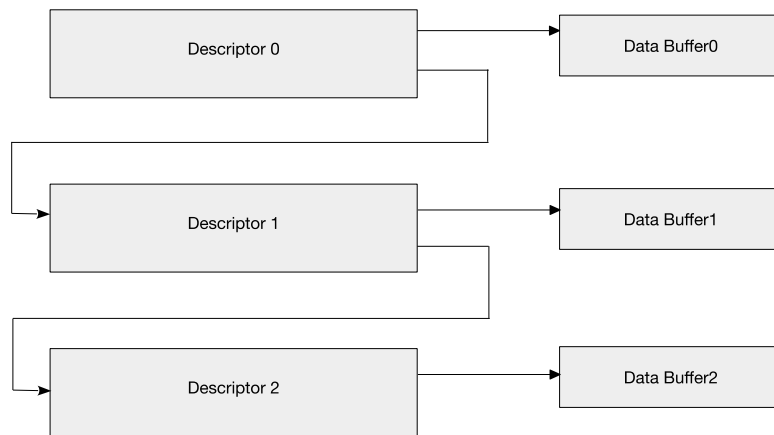 Descriptor 0
Data Buffer0
Descriptor 1
Data Buffer1
Descriptor 2
Data Buffer2